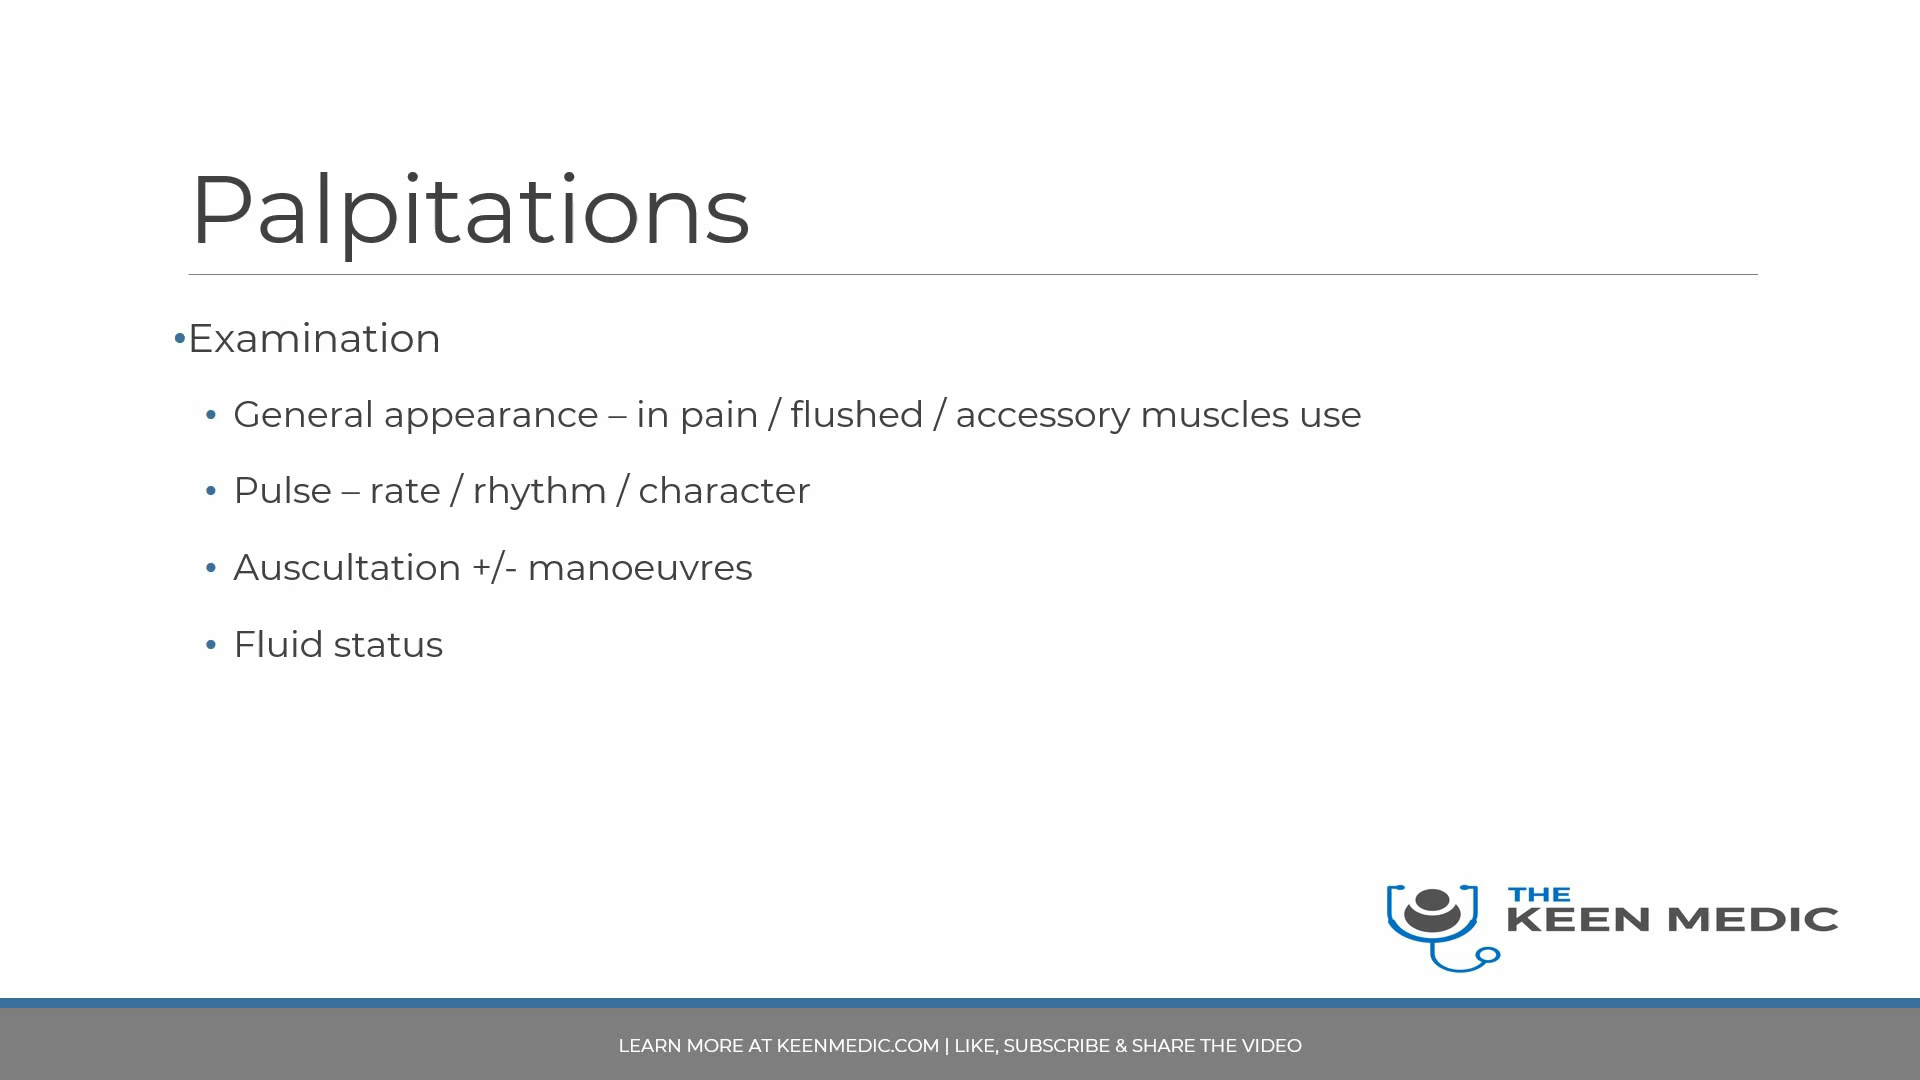 Palpitations
•Examination
• General appearance – in pain / flushed / accessory muscles use
• Pulse – rate / rhythm / character
• Auscultation +/- manoeuvres
• Fluid status
THE
KEEN MEDIC
LEARN MORE AT KEENMEDIC.COM | LIKE, SUBSCRIBE & SHARE THE VIDEO